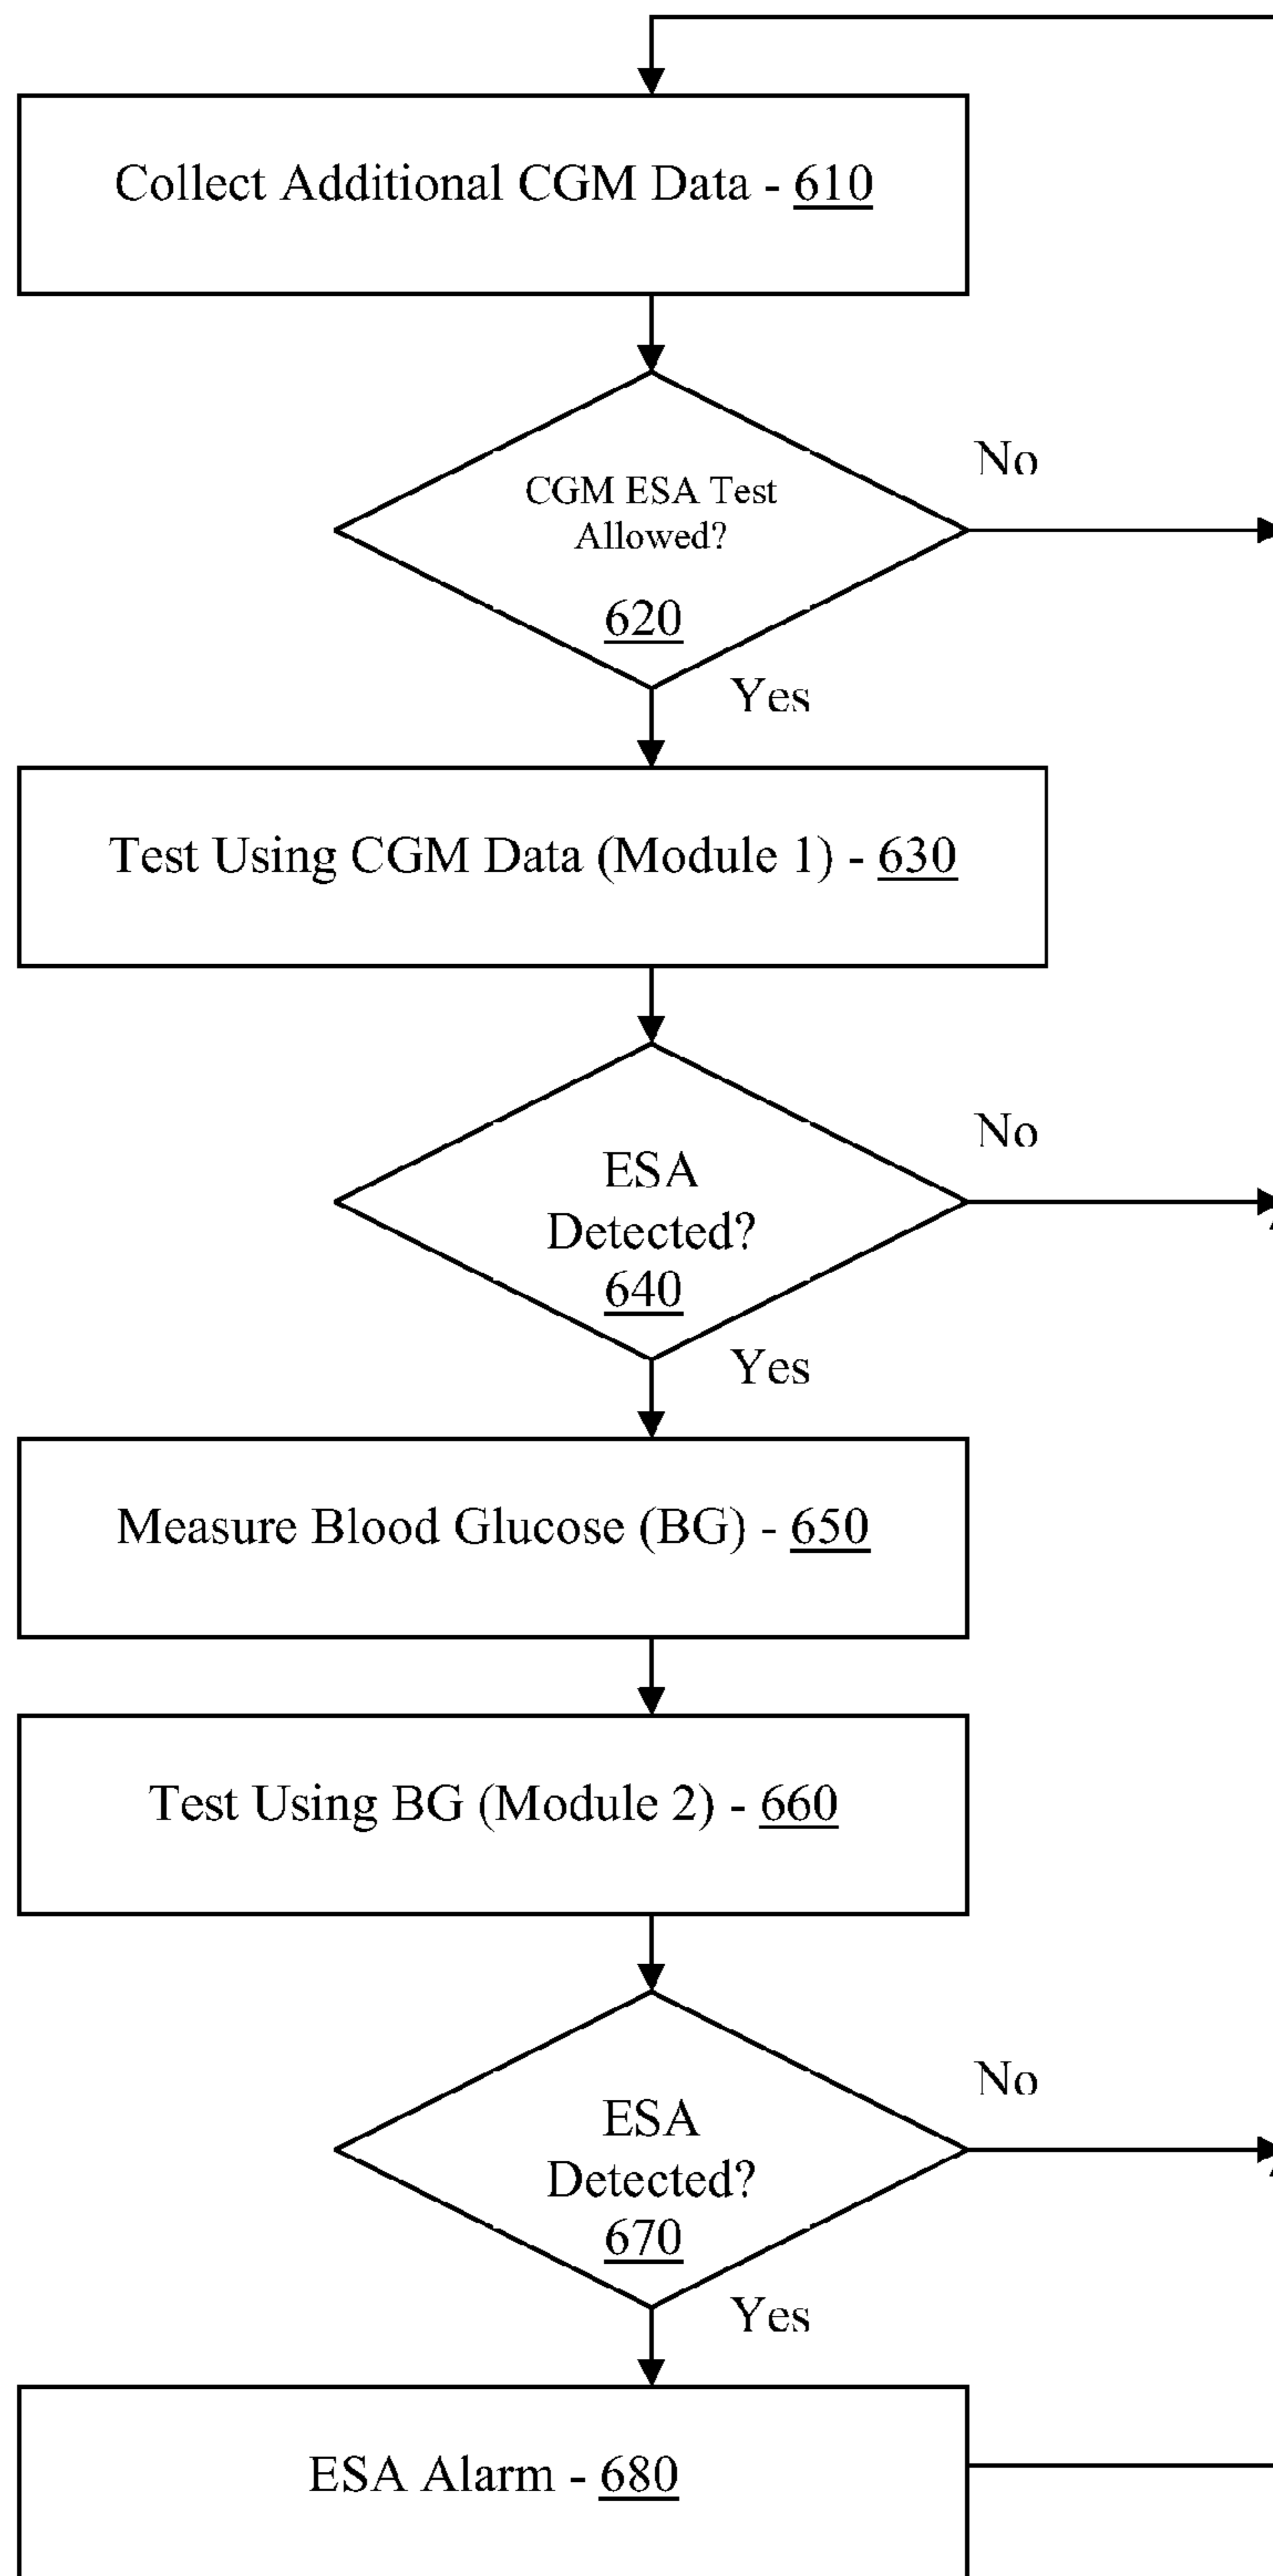 Collect Additional CGM Data - 610
No
CGM ESA Test
Allowed?
620
Yes
Test Using CGM Data (Module 1) - 630
No
ESA
Detected?
640
Yes
Measure Blood Glucose (BG) - 650
Test Using BG (Module 2) - 660
No
ESA
Detected?
670
Yes
ESA Alarm - 680